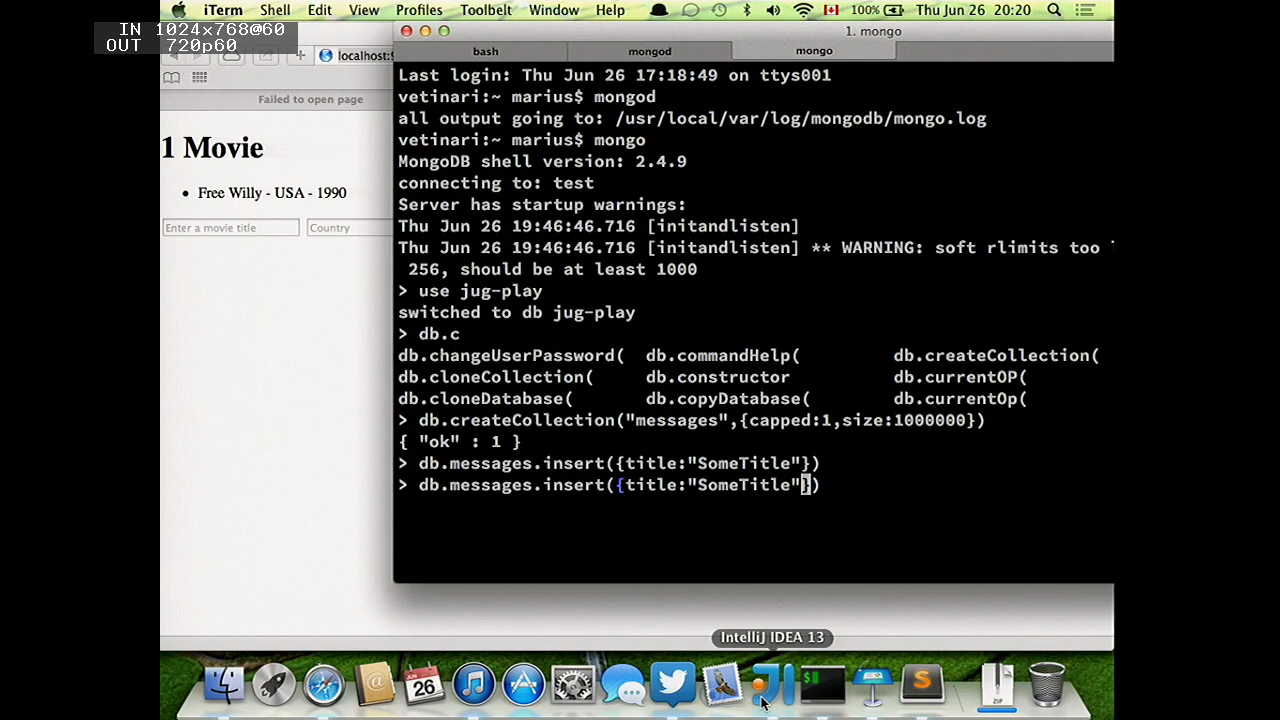 IN 1024x768@60
OUT 720p60
iTerm Shell Edit View Profiles Toolbelt Window Help 100% Thu Jun 26 20:20
1. mongo
bash mongod mongo
localhost:9
Failed to open page
1 Movie
• Free Willy - USA - 1990
Enter a movie title Country
Last login: Thu Jun 26 17:18:49 on ttys001
vetinari:~ marius$ mongod
all output going to: /usr/local/var/log/mongodb/mongo.log
vetinari:~ marius$ mongo
MongoDB shell version: 2.4.9
connecting to: test
Server has startup warnings:
Thu Jun 26 19:46:46.716 [initandlisten]
Thu Jun 26 19:46:46.716 [initandlisten] ** WARNING: soft rlimits too
256, should be at least 1000
> use jug-play
switched to db jug-play
> db.c
db.changeUserPassword( db.commandHelp( db.createCollection(
db.cloneCollection( db.constructor db.currentOP(
db.cloneDatabase( db.copyDatabase( db.currentOp(
> db.createCollection("messages",{capped:1,size:1000000})
{ "ok" : 1 }
> db.messages.insert({title:"SomeTitle"})
> db.messages.insert({title:"SomeTitle"})
IntelliJ IDEA 13
JUN
26
$
S
ZIP